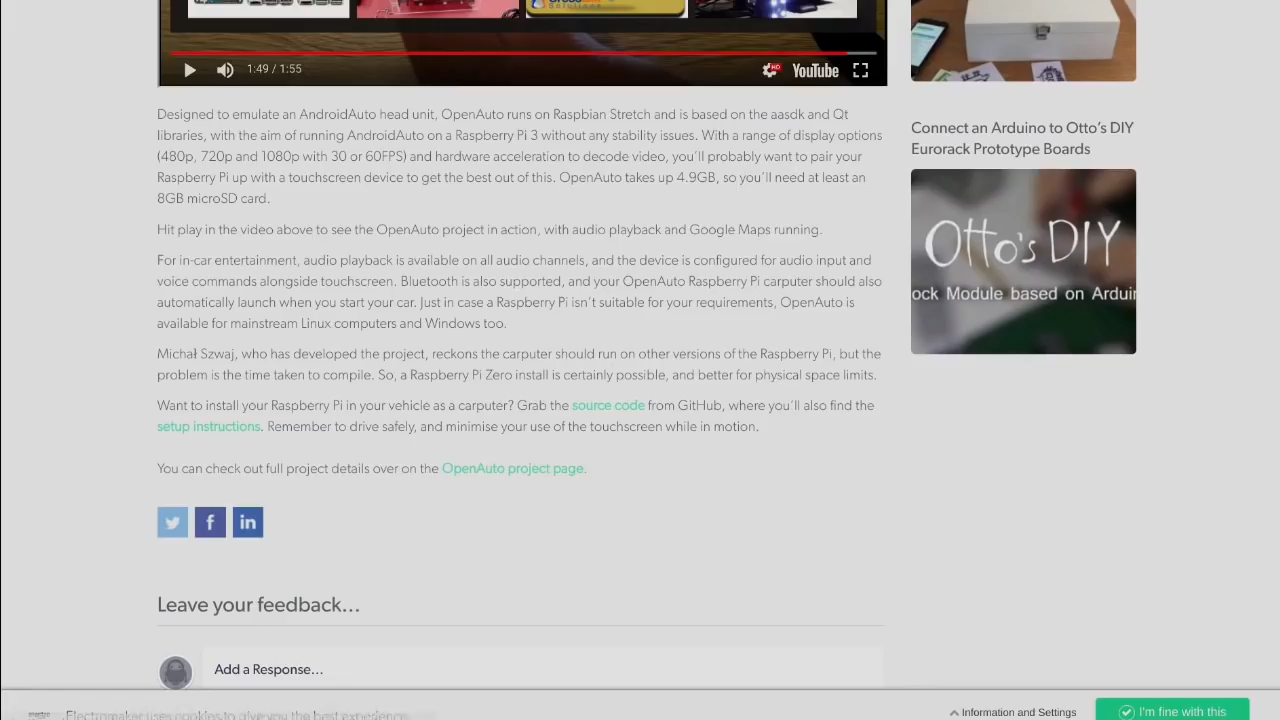 1:49 / 1:55
HD
YouTube
Designed to emulate an AndroidAuto head unit, OpenAuto runs on Raspbian Stretch and is based on the aasdk and Qt
libraries, with the aim of running AndroidAuto on a Raspberry Pi 3 without any stability issues. With a range of display options
(480p, 720p and 1080p with 30 or 60FPS) and hardware acceleration to decode video, you'll probably want to pair your
Raspberry Pi up with a touchscreen device to get the best out of this. OpenAuto takes up 4.9GB, so you'll need at least an
8GB microSD card.
Hit play in the video above to see the OpenAuto project in action, with audio playback and Google Maps running.
For in-car entertainment, audio playback is available on all audio channels, and the device is configured for audio input and
voice commands alongside touchscreen. Bluetooth is also supported, and your OpenAuto Raspberry Pi carputer should also
automatically launch when you start your car. Just in case a Raspberry Pi isn't suitable for your requirements, OpenAuto is
available for mainstream Linux computers and Windows too.
Michał Szwaj, who has developed the project, reckons the carputer should run on other versions of the Raspberry Pi, but the
problem is the time taken to compile. So, a Raspberry Pi Zero install is certainly possible, and better for physical space limits.
Want to install your Raspberry Pi in your vehicle as a carputer? Grab the source code from GitHub, where you'll also find the
setup instructions. Remember to drive safely, and minimise your use of the touchscreen while in motion.
You can check out full project details over on the OpenAuto project page.
Leave your feedback...
Add a Response...
Connect an Arduino to Otto's DIY
Eurorack Prototype Boards
Otto's DIY
ock Module based on Ardui
Electromaker uses cookies to give you the best experience
Information and Settings
I'm fine with this